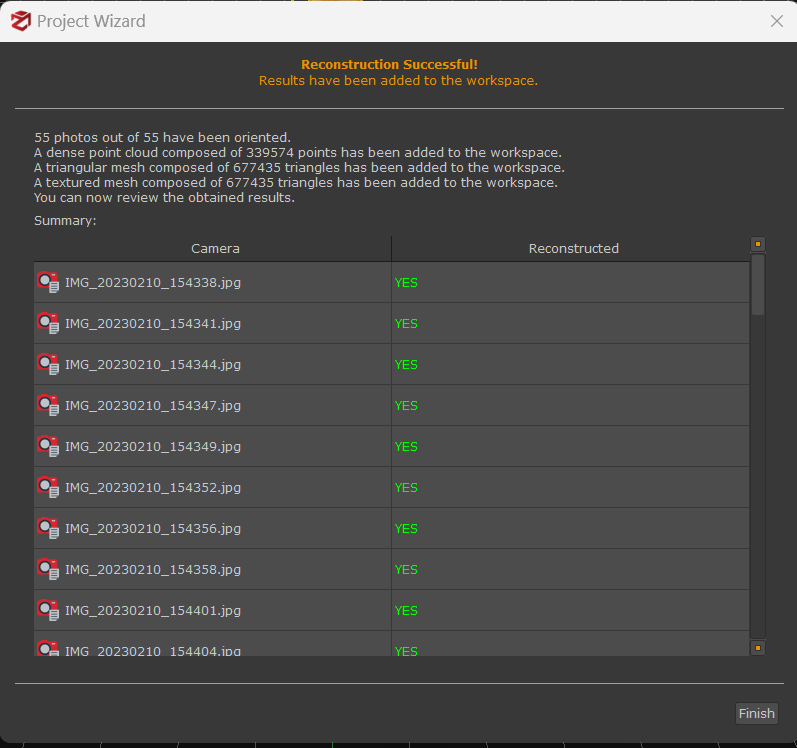 Project Wizard
Reconstruction Successful!
Results have been added to the workspace.
55 photos out of 55 have been oriented.
A dense point cloud composed of 339574 points has been added to the workspace.
A triangular mesh composed of 677435 triangles has been added to the workspace.
A textured mesh composed of 677435 triangles has been added to the workspace.
You can now review the obtained results.
Summary:
Camera Reconstructed
IMG_20230210_154338.jpg YES
IMG_20230210_154341.jpg YES
IMG_20230210_154344.jpg YES
IMG_20230210_154347.jpg YES
IMG_20230210_154349.jpg YES
IMG_20230210_154352.jpg YES
IMG_20230210_154356.jpg YES
IMG_20230210_154358.jpg YES
IMG_20230210_154401.jpg YES
IMG_20230210_154404.jpg YES
Finish